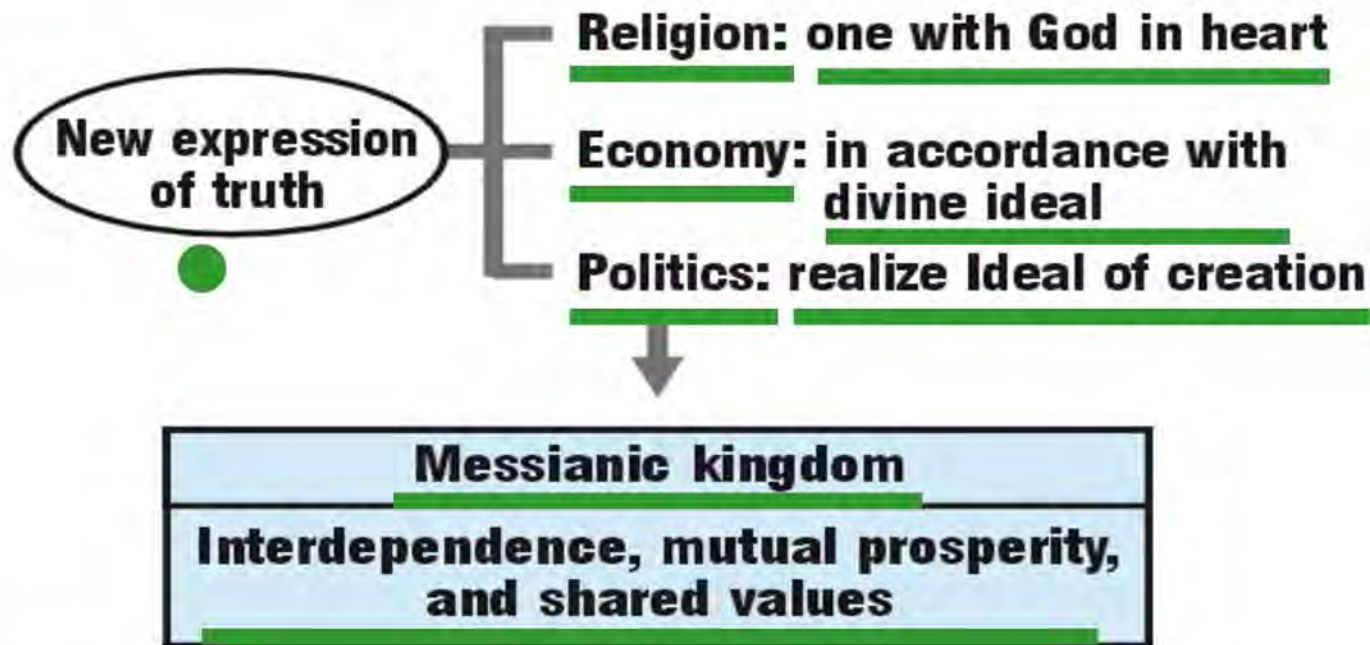 New expression
of truth
Religion: one with God in heart
Economy: in accordance with
divine ideal
Politics: realize Ideal of creation
Messianic kingdom
Interdependence, mutual prosperity,
and shared values